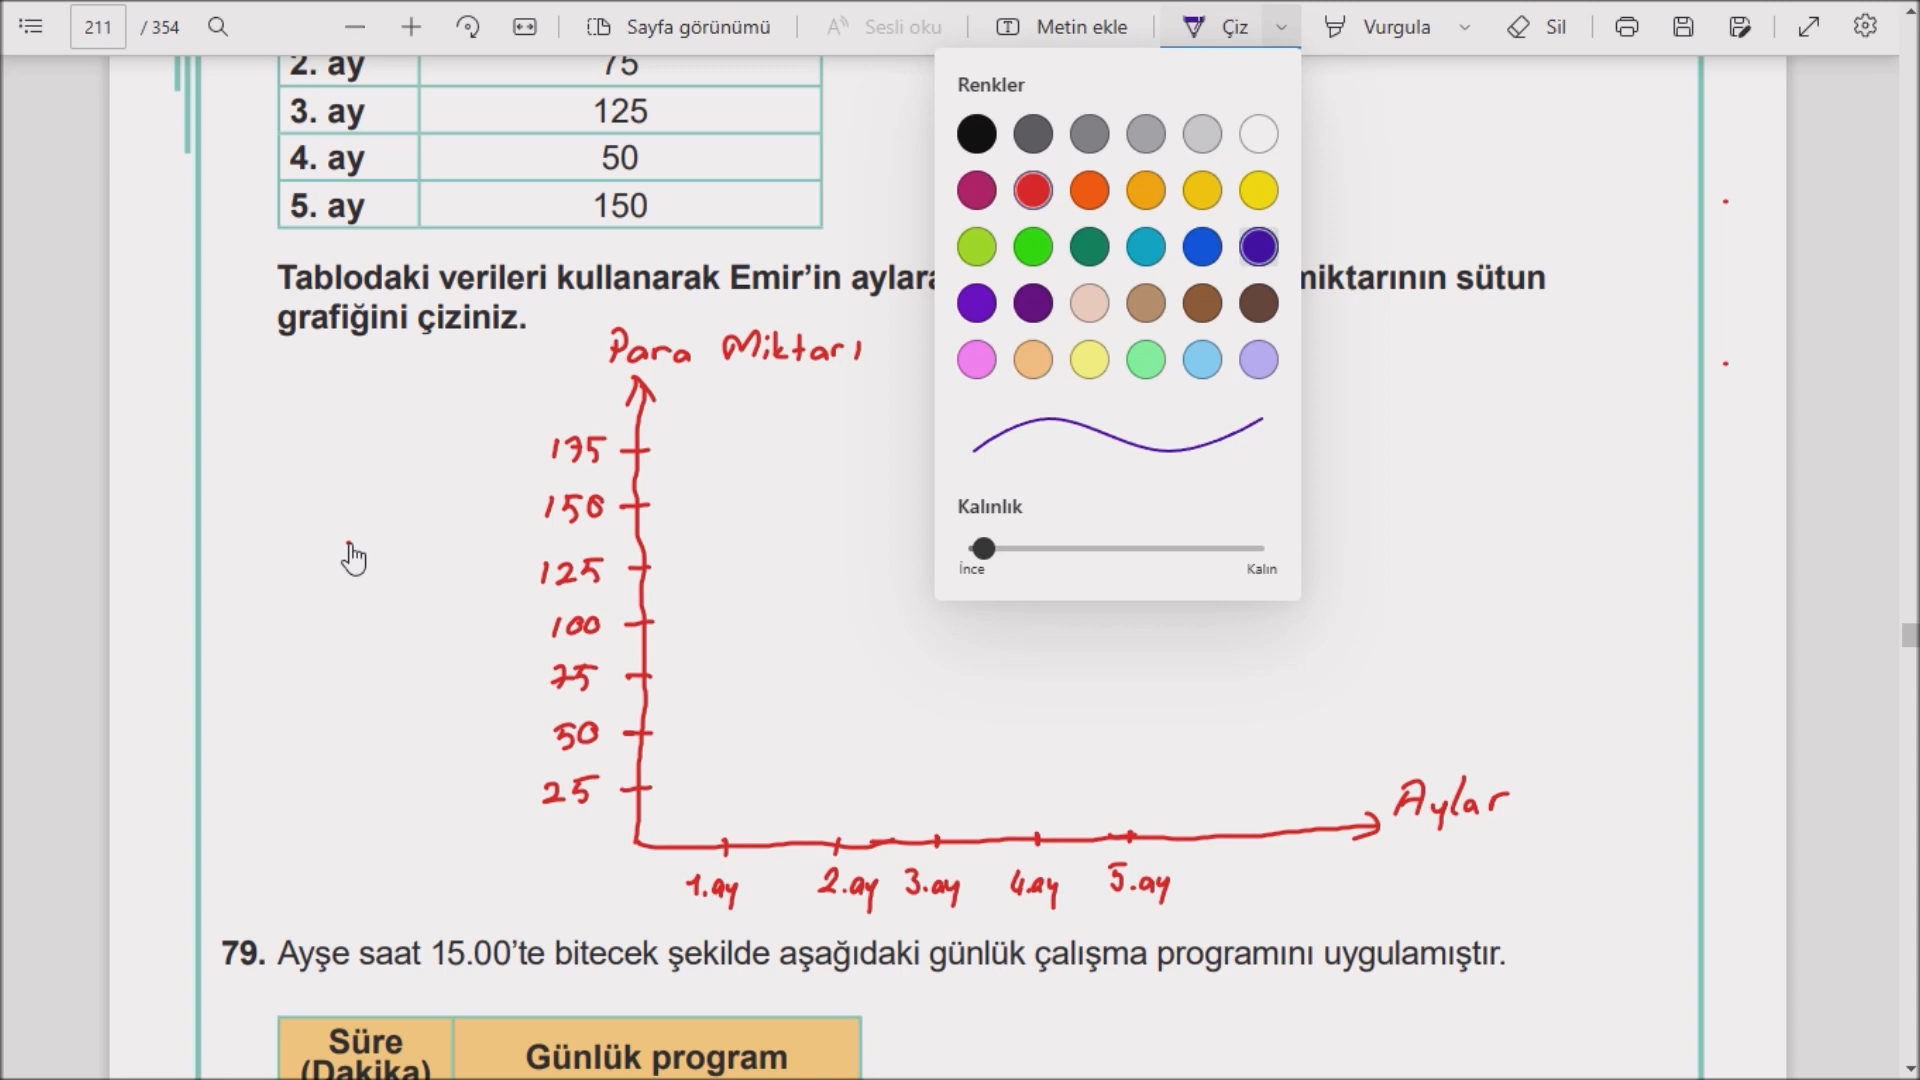 211 / 354 Sayfa görünümü Sesli oku Metin ekle Çiz Vurgula Sil
2. ay 75
3. ay 125
4. ay 50
5. ay 150
Renkler
Kalınlık
İnce Kalın
Tablodaki verileri kullanarak Emir’in aylara miktarının sütun
grafiğini çiziniz.
Para Miktarı
175
150
125
100
75
50
25
Aylar
1.ay 2.ay 3.ay 4.ay 5.ay
79. Ayşe saat 15.00’te bitecek şekilde aşağıdaki günlük çalışma programını uygulamıştır.
Süre
(Dakika)
Günlük program